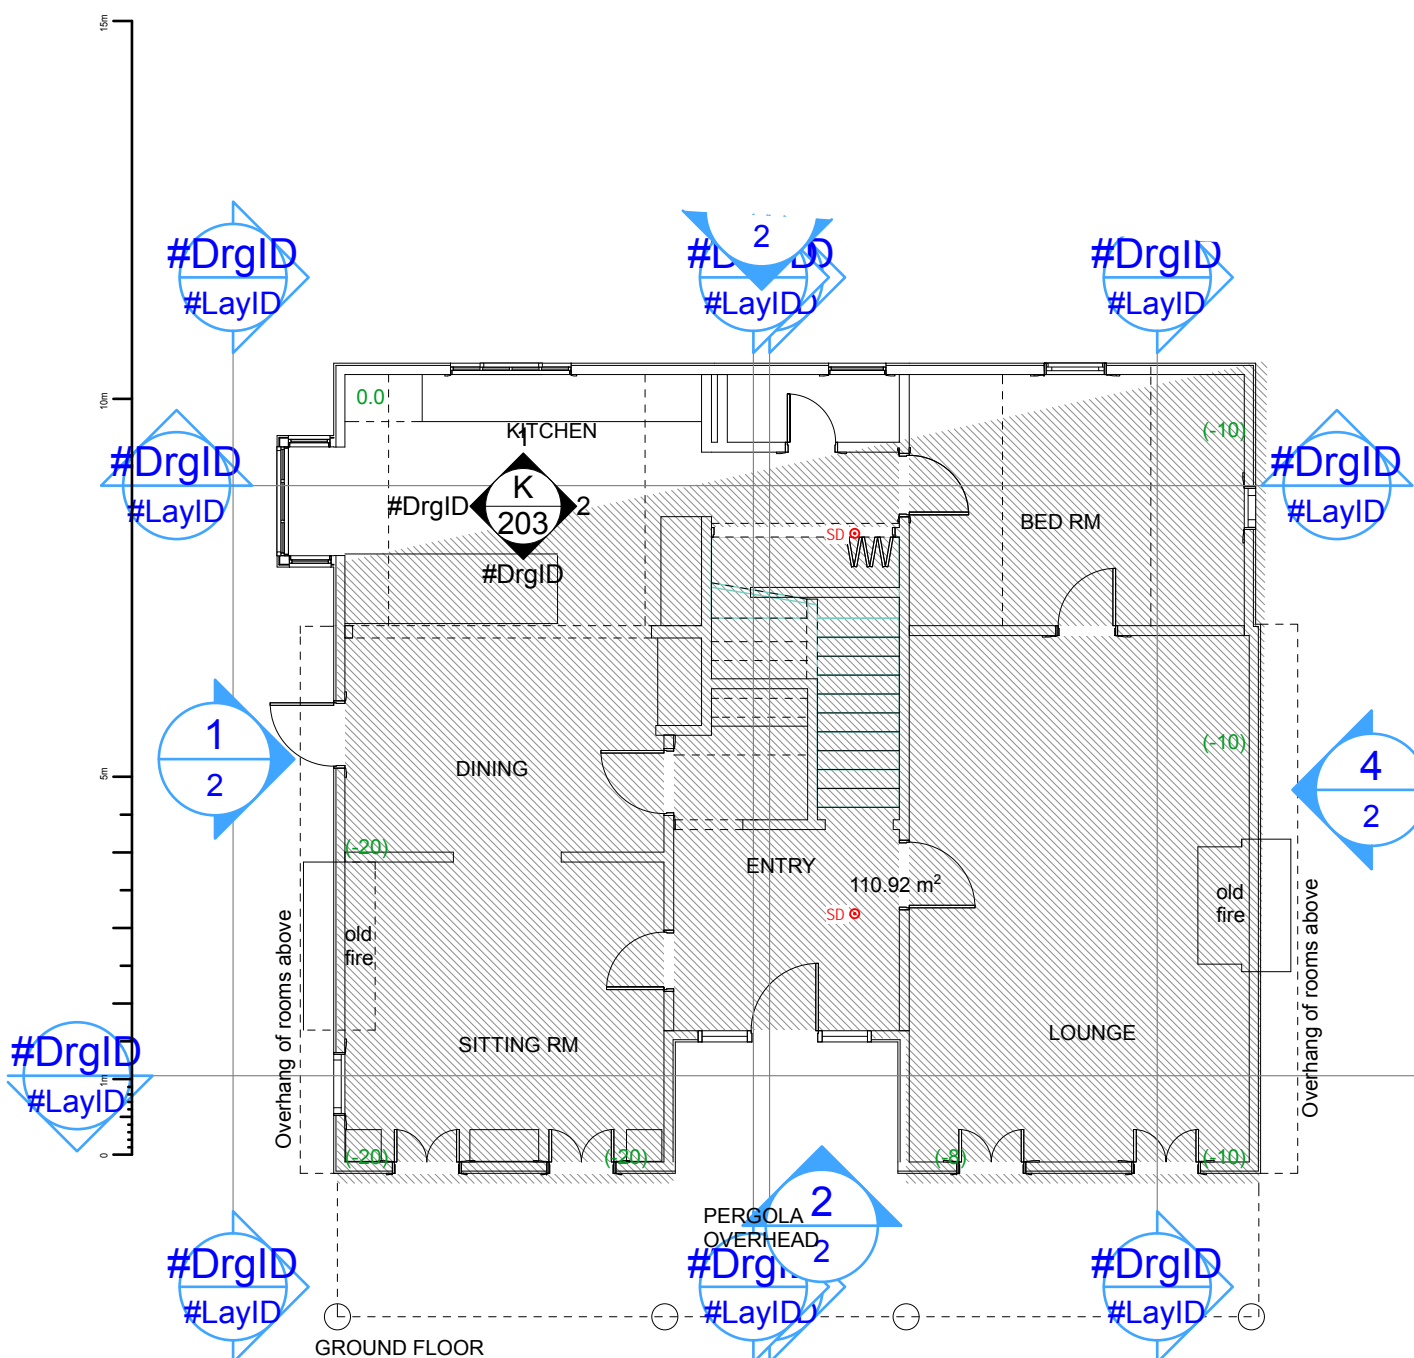 15m
#DrgID
#LayID
2
#D
D
#LayID
D
#DrgID
#LayID
10m
0.0
KITCHEN
1
(-10)
#DrgID
#LayID
K
203
#DrgID
2
#DrgID
BED RM
#DrgID
#LayID
SD
1
2
5m
DINING
(-10)
4
2
(-20)
ENTRY
110.92 m²
SD
old
fire
old
fire
Overhang of rooms above
Overhang of rooms above
SITTING RM
LOUNGE
#DrgID
#LayID
1m
0
(-20)
(-20)
(-8)
(-10)
PERGOLA
OVERHEAD
2
2
#DrgID
#LayID
#DrgI
#LayID
D
#DrgID
#LayID
GROUND FLOOR